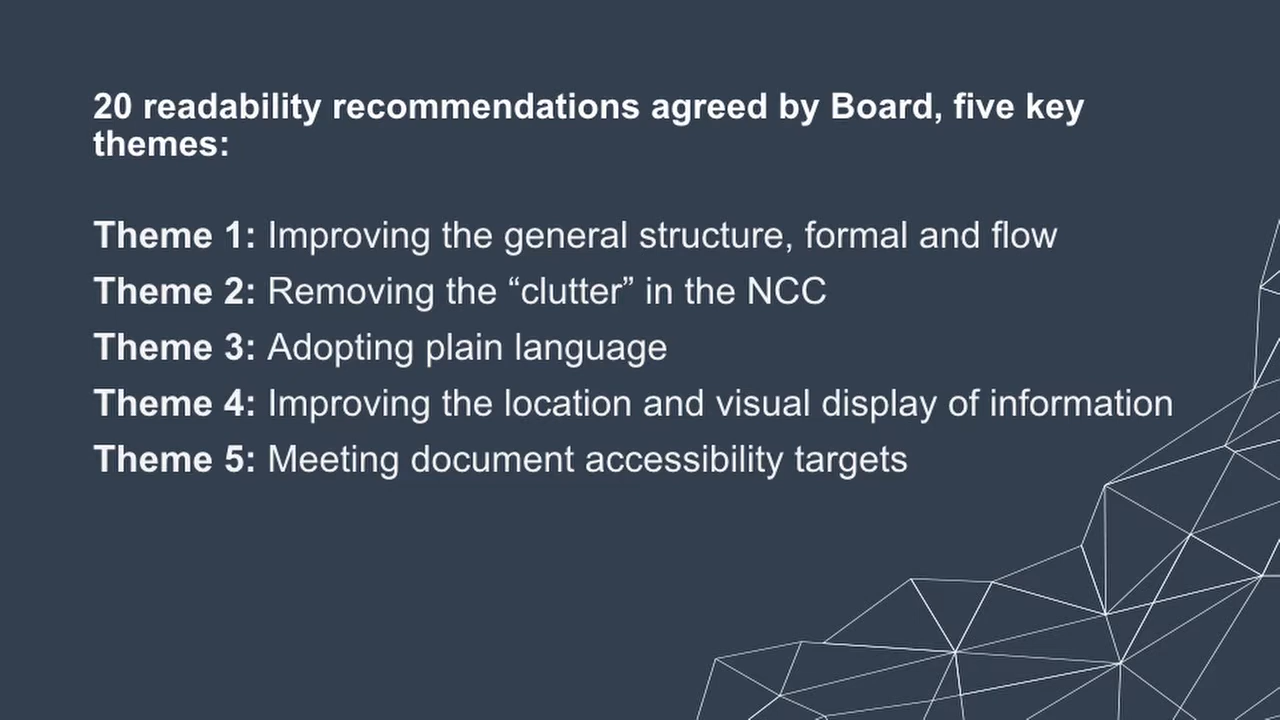 20 readability recommendations agreed by Board, five key
themes:
Theme 1: Improving the general structure, formal and flow
Theme 2: Removing the “clutter” in the NCC
Theme 3: Adopting plain language
Theme 4: Improving the location and visual display of information
Theme 5: Meeting document accessibility targets